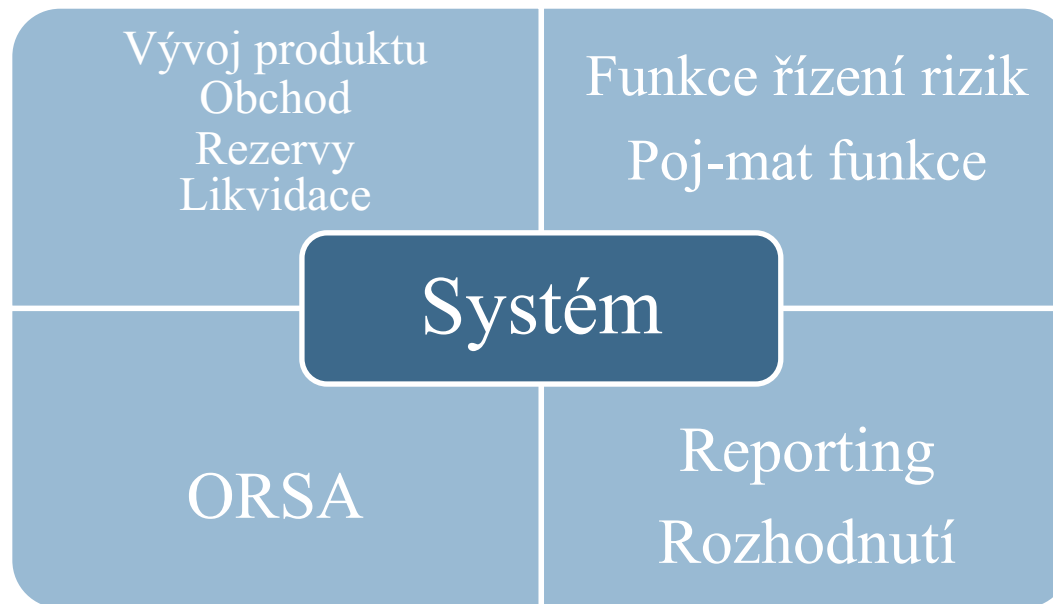 Vývoj produktu
Obchod
Rezervy
Likvidace
Funkce řízení rizik
Poj-mat funkce
Systém
ORSA
Reporting
Rozhodnutí